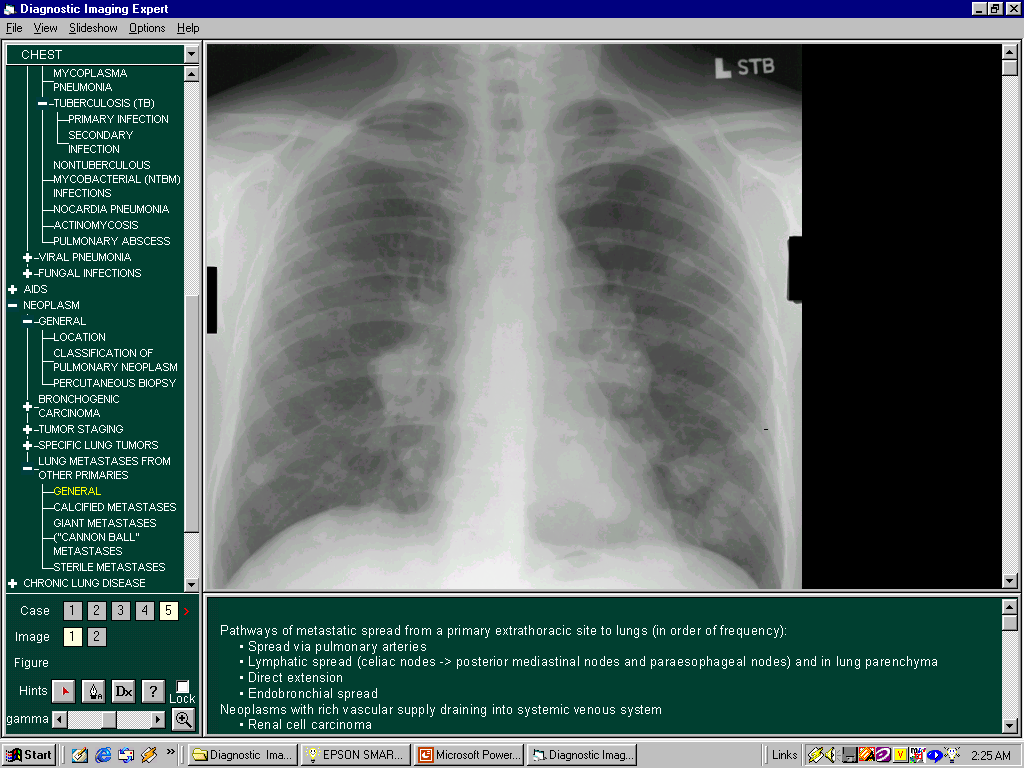 Diagnostic Imaging Expert
File View Slideshow Options Help
CHEST
MYCOPLASMA
PNEUMONIA
TUBERCULOSIS (TB)
PRIMARY INFECTION
SECONDARY
INFECTION
NONTUBERCULOUS
MYCOBACTERIAL (NTBM)
INFECTIONS
NOCARDIA PNEUMONIA
ACTINOMYCOSIS
PULMONARY ABSCESS
VIRAL PNEUMONIA
FUNGAL INFECTIONS
AIDS
NEOPLASM
GENERAL
LOCATION
CLASSIFICATION OF
PULMONARY NEOPLASM
PERCUTANEOUS BIOPSY
BRONCHOGENIC
CARCINOMA
TUMOR STAGING
SPECIFIC LUNG TUMORS
LUNG METASTASES FROM
OTHER PRIMARIES
GENERAL
CALCIFIED METASTASES
GIANT METASTASES
("CANNON BALL"
METASTASES
STERILE METASTASES
CHRONIC LUNG DISEASE
L STB
Case 1 2 3 4 5
Image 1 2
Figure
Hints Dx ? Lock
gamma
Pathways of metastatic spread from a primary extrathoracic site to lungs (in order of frequency):
• Spread via pulmonary arteries
• Lymphatic spread (celiac nodes -> posterior mediastinal nodes and paraesophageal nodes) and in lung parenchyma
• Direct extension
• Endobronchial spread
Neoplasms with rich vascular supply draining into systemic venous system
• Renal cell carcinoma
Start » Diagnostic Ima... EPSON SMAR... Microsoft Power... Diagnostic Imag... Links 2:25 AM